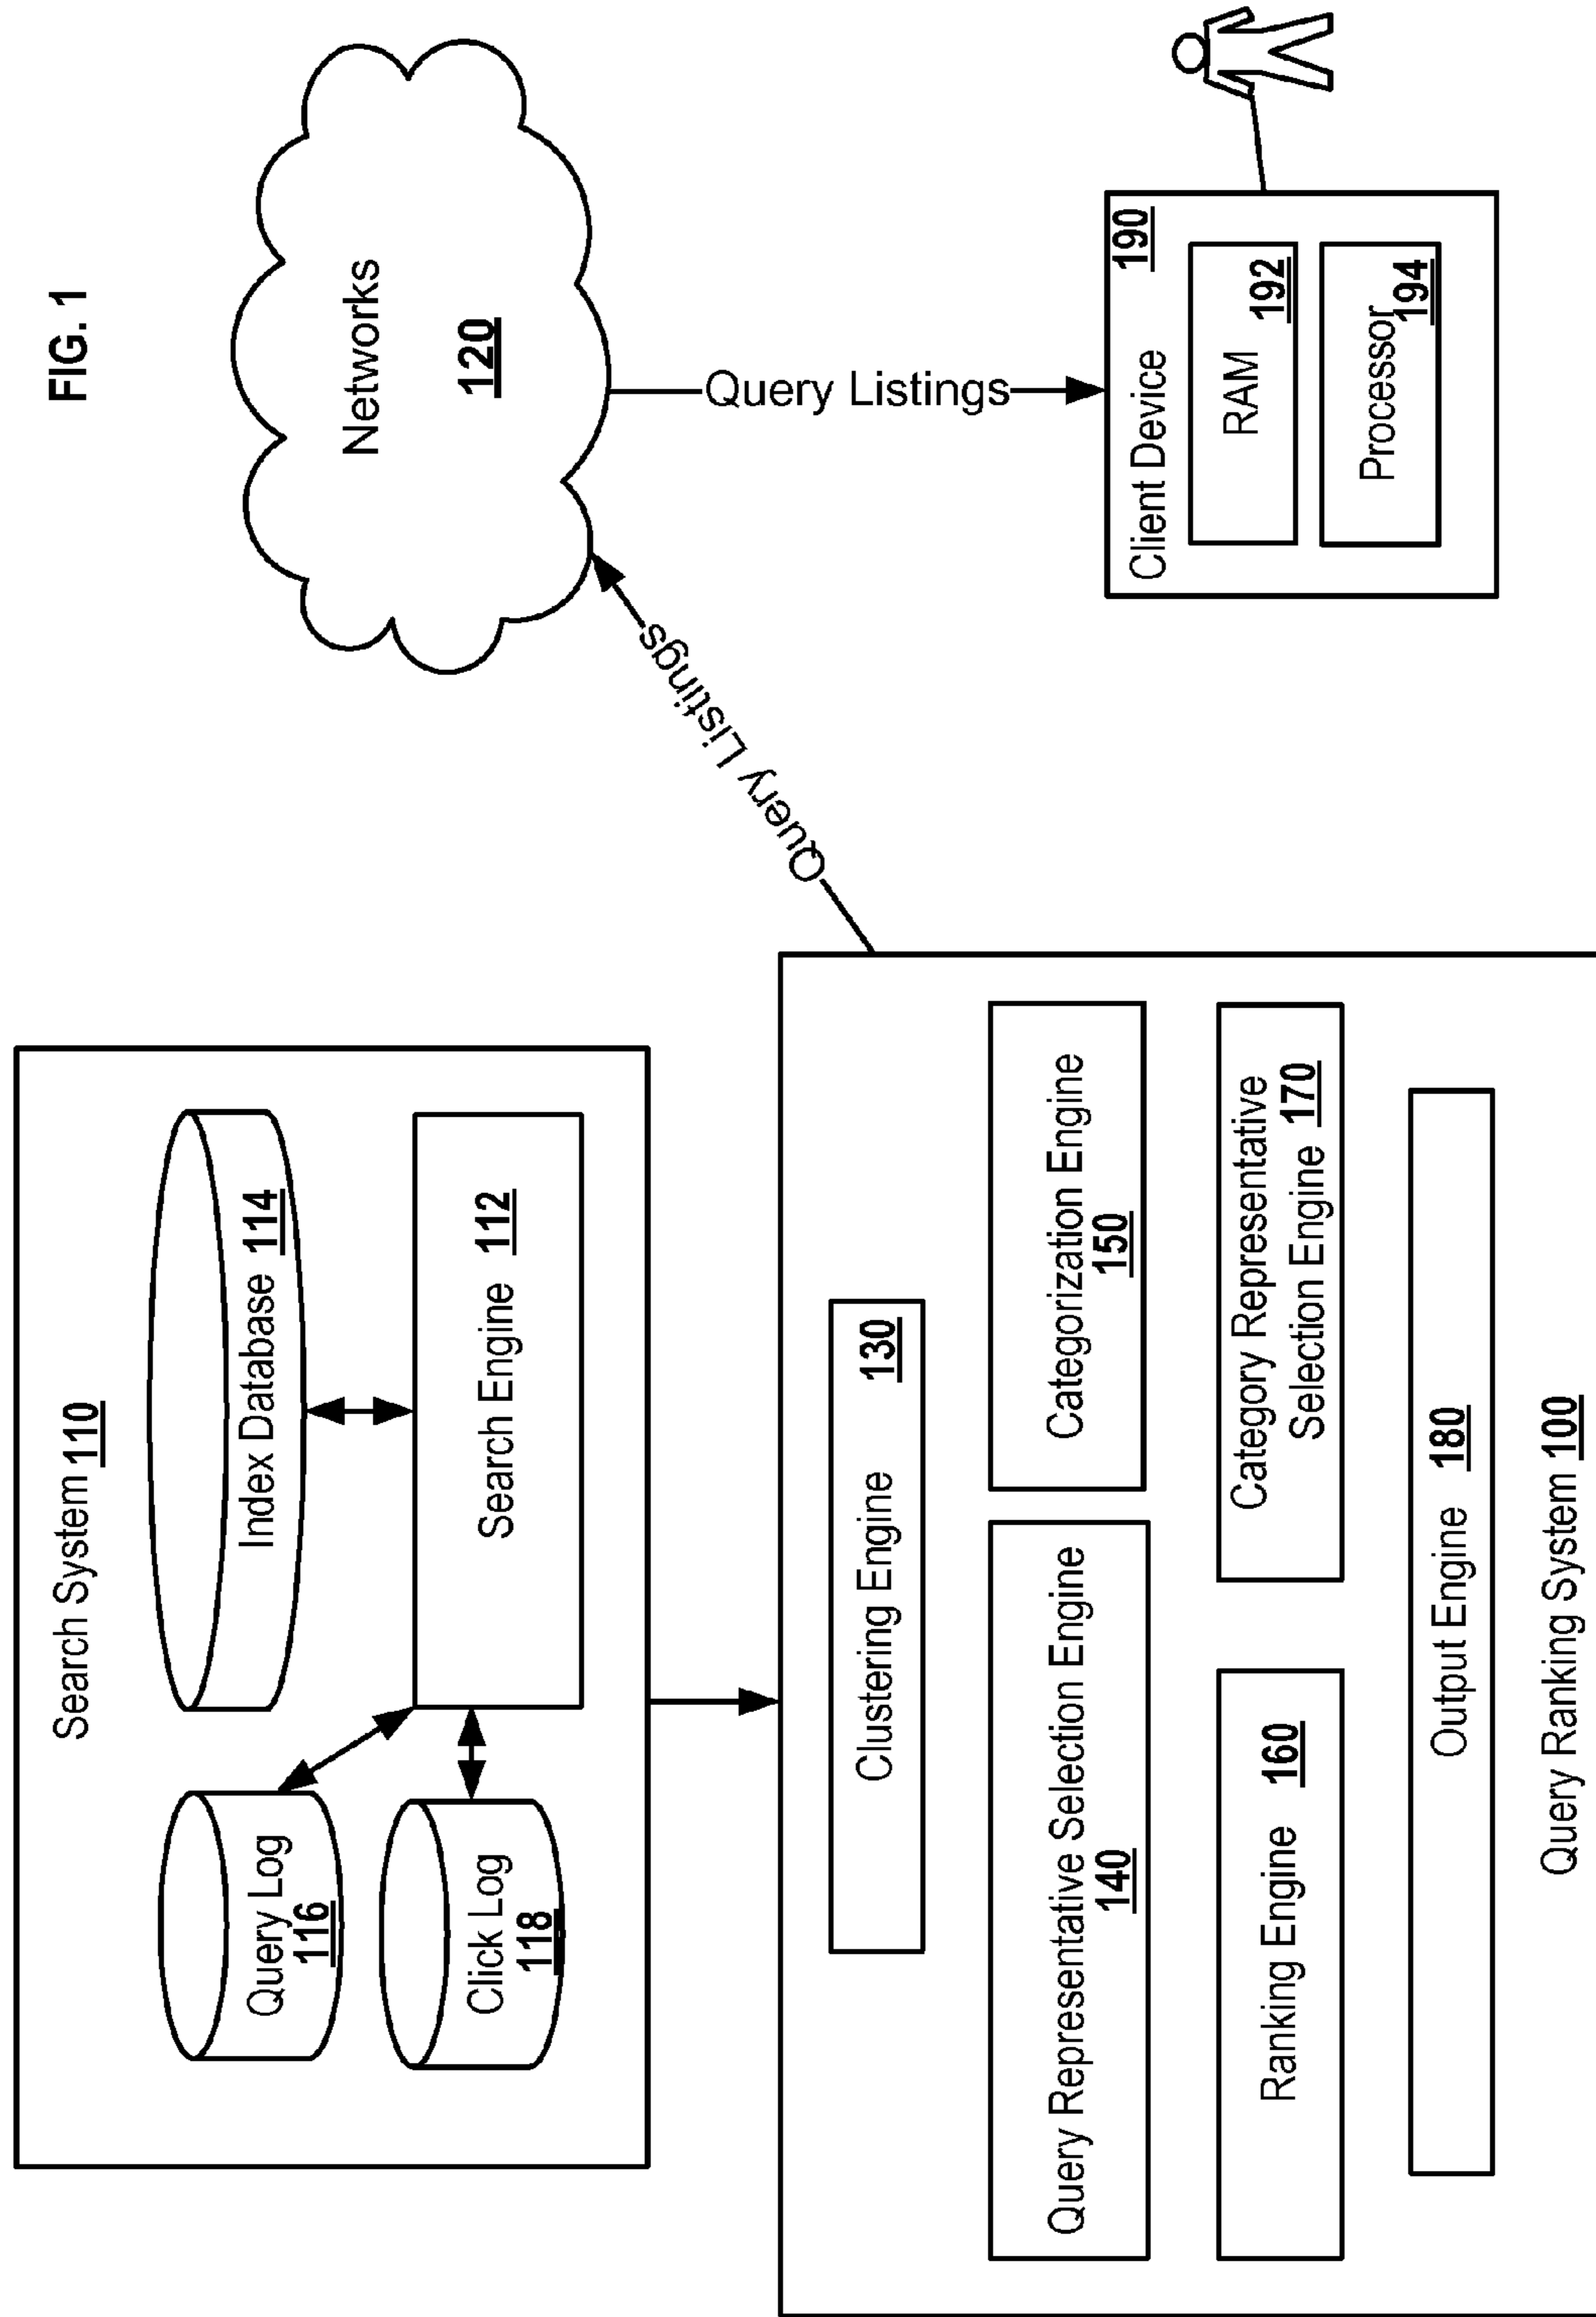 FIG. 1
Search System 110
Query Log
116
Index Database 114
Click Log
118
Search Engine 112
Networks
120
Query Listings
Query Listings
Clustering Engine 130
Query Representative Selection Engine
140
Categorization Engine
150
Ranking Engine 160
Category Representative
Selection Engine 170
Output Engine 180
Query Ranking System 100
Client Device 190
RAM
192
Processor
194